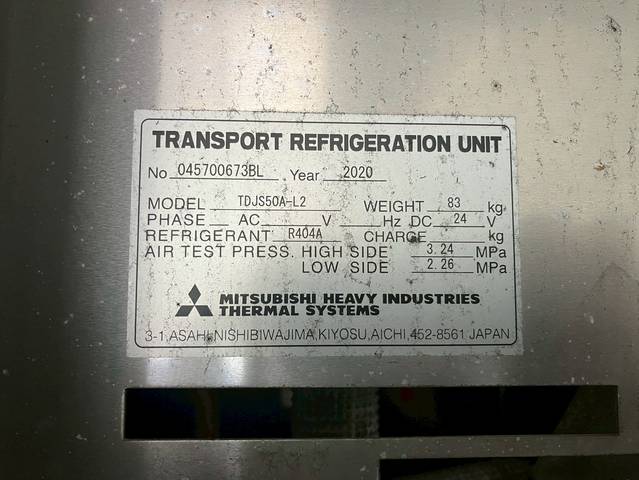 TRANSPORT REFRIGERATION UNIT
No. 045700673BL Year 2020
MODEL TDJS50A-L2 WEIGHT 83 kg
PHASE AC V Hz DC 24 V
REFRIGERANT R404A CHARGE kg
AIR TEST PRESS. HIGH SIDE 3.24 MPa
LOW SIDE 2.26 MPa
MITSUBISHI HEAVY INDUSTRIES
THERMAL SYSTEMS
3-1,ASAHI,NISHIBIWAJIMA,KIYOSU,AICHI,452-8561,JAPAN